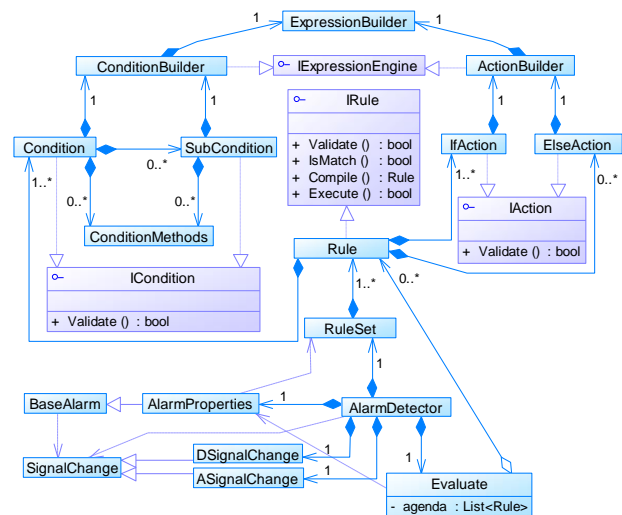 1
ExpressionBuilder
1
ConditionBuilder
IExpressionEngine
ActionBuilder
1
1
1
1
IRule
+ Validate () : bool
+ IsMatch () : bool
+ Compile () : Rule
+ Execute () : bool
Condition
SubCondition
IfAction
ElseAction
1..*
0..*
1..*
0..*
0..*
0..*
IAction
+ Validate () : bool
ConditionMethods
Rule
ICondition
+ Validate () : bool
1..*
0..*
RuleSet
1
BaseAlarm
AlarmProperties
1
AlarmDetector
DSignalChange
1
SignalChange
ASignalChange
1
1
Evaluate
- agenda : List<Rule>